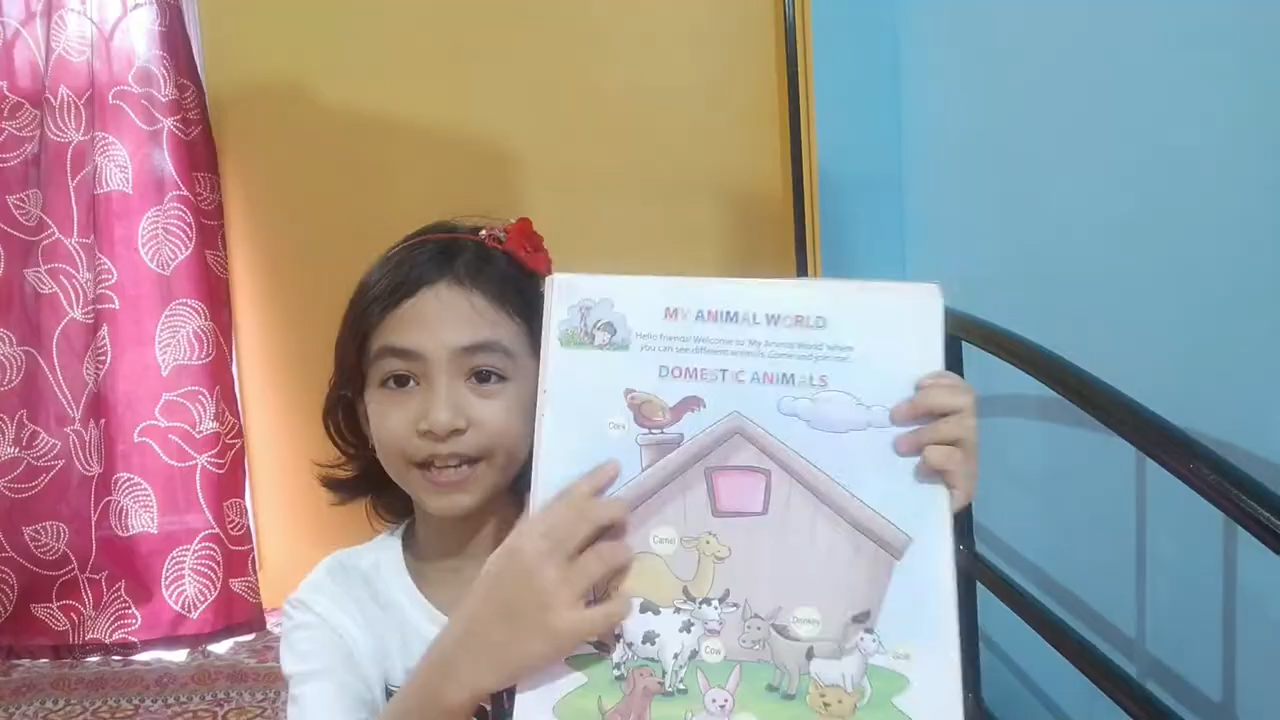 MY ANIMAL WORLD
Hello friends! Welcome to 'My Animal World' where
you can see different animals. Come and join me.
DOMESTIC ANIMALS
Cock
Camel
Donkey
Cow